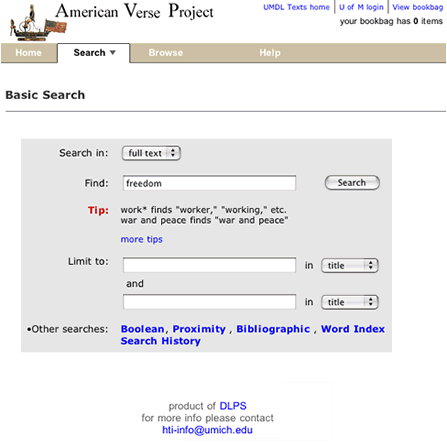 American Verse Project
UMDL Texts home | U of M login | View bookbag
your bookbag has 0 items
Home Search Browse Help
Basic Search
Search in: full text
Find: freedom Search
Tip: work* finds "worker," "working," etc.
war and peace finds "war and peace"
more tips
Limit to: in title
and
in title
•Other searches: Boolean, Proximity , Bibliographic , Word Index
Search History
product of DLPS
for more info please contact
hti-info@umich.edu